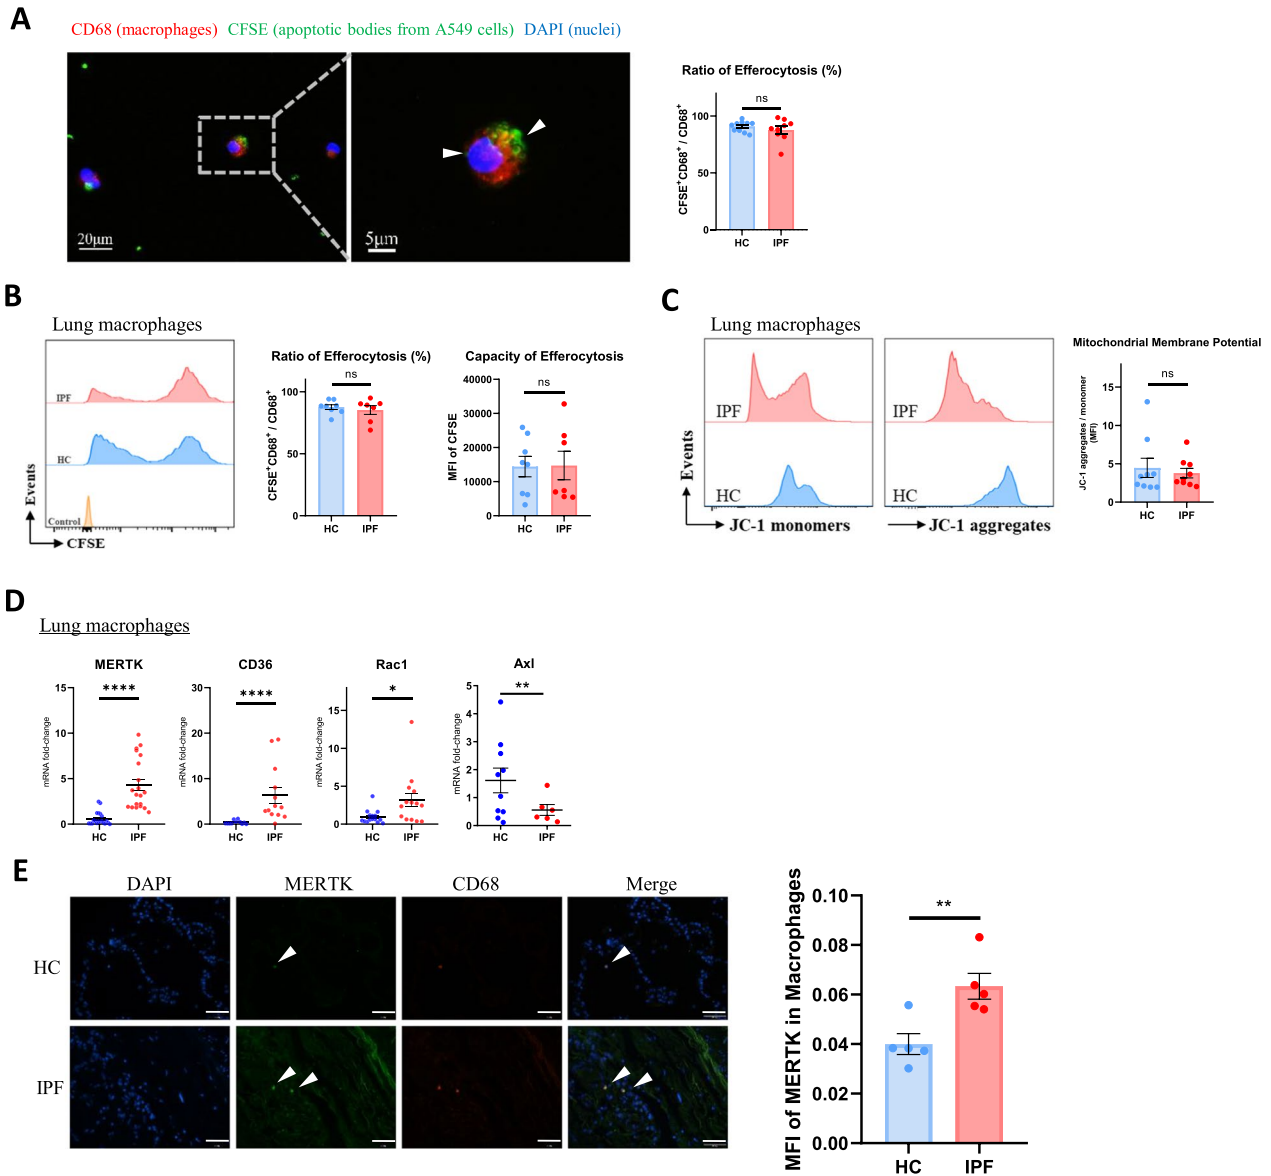 A
CD68 (macrophages) CFSE (apoptotic bodies from A549 cells) DAPI (nuclei)
20μm
5μm
Ratio of Efferocytosis (%)
CFSE⁺CD68⁺ / CD68⁺
100
50
0
ns
HC IPF
B
Lung macrophages
IPF
HC
Control
Events
CFSE
Ratio of Efferocytosis (%)
CFSE⁺CD68⁺ / CD68⁺
100
50
0
ns
HC IPF
Capacity of Efferocytosis
MFI of CFSE
40000
30000
20000
10000
0
ns
HC IPF
C
Lung macrophages
IPF
HC
Events
JC-1 monomers
IPF
HC
JC-1 aggregates
Mitochondrial Membrane Potential
JC-1 aggregates / monomer
(MFI)
15
10
5
0
ns
HC IPF
D
Lung macrophages
MERTK
mRNA fold-change
15
10
5
0
****
HC IPF
CD36
mRNA fold-change
30
20
10
0
****
HC IPF
Rac1
mRNA fold-change
15
10
5
0
*
HC IPF
Axl
mRNA fold-change
5
4
3
2
1
0
**
HC IPF
E
DAPI MERTK CD68 Merge
HC
IPF
MFI of MERTK in Macrophages
0.10
0.08
0.06
0.04
0.02
0.00
**
HC IPF